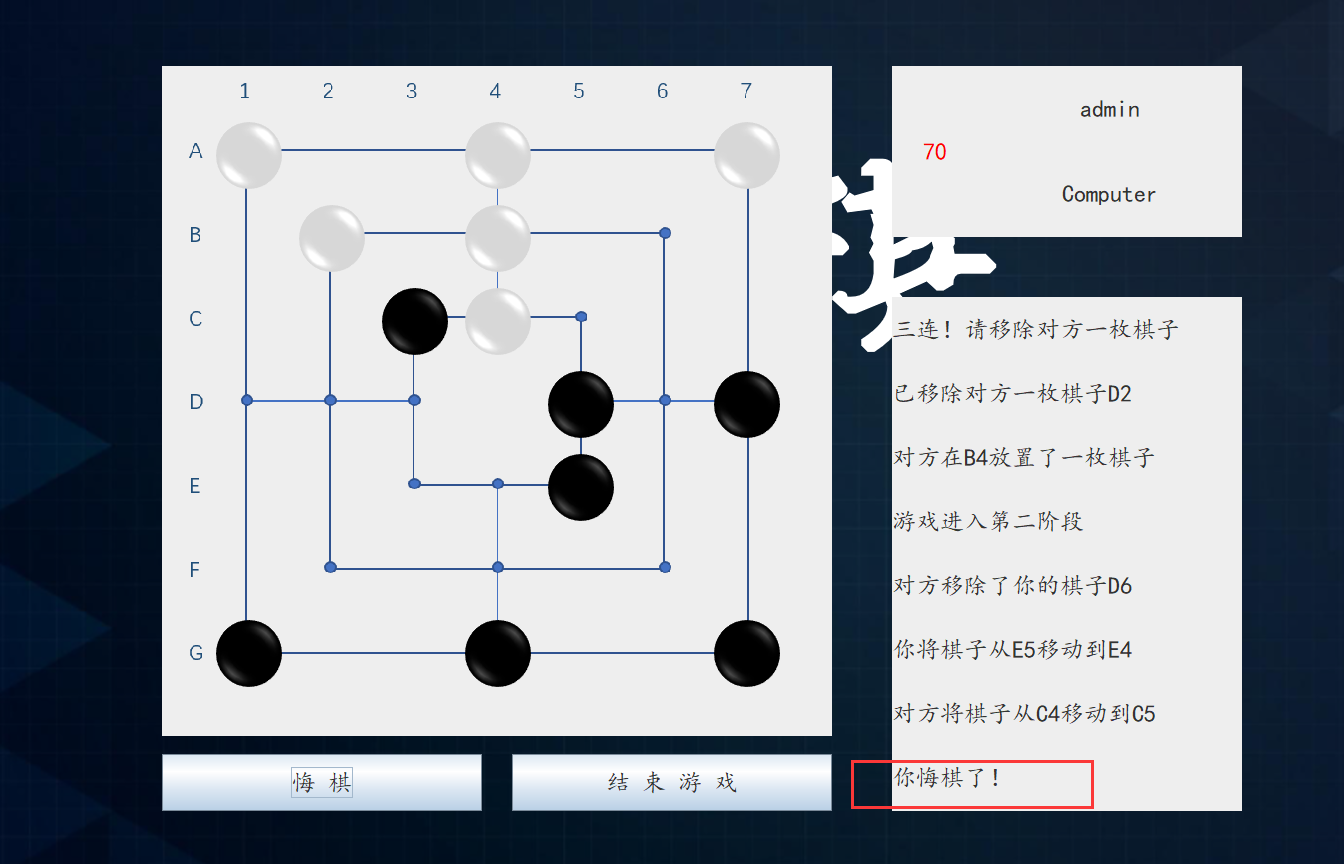 1 2 3 4 5 6 7
A
B
C
D
E
F
G
悔 棋
结 束 游 戏
admin
70
Computer
棋
三连！请移除对方一枚棋子
已移除对方一枚棋子D2
对方在B4放置了一枚棋子
游戏进入第二阶段
对方移除了你的棋子D6
你将棋子从E5移动到E4
对方将棋子从C4移动到C5
你悔棋了！